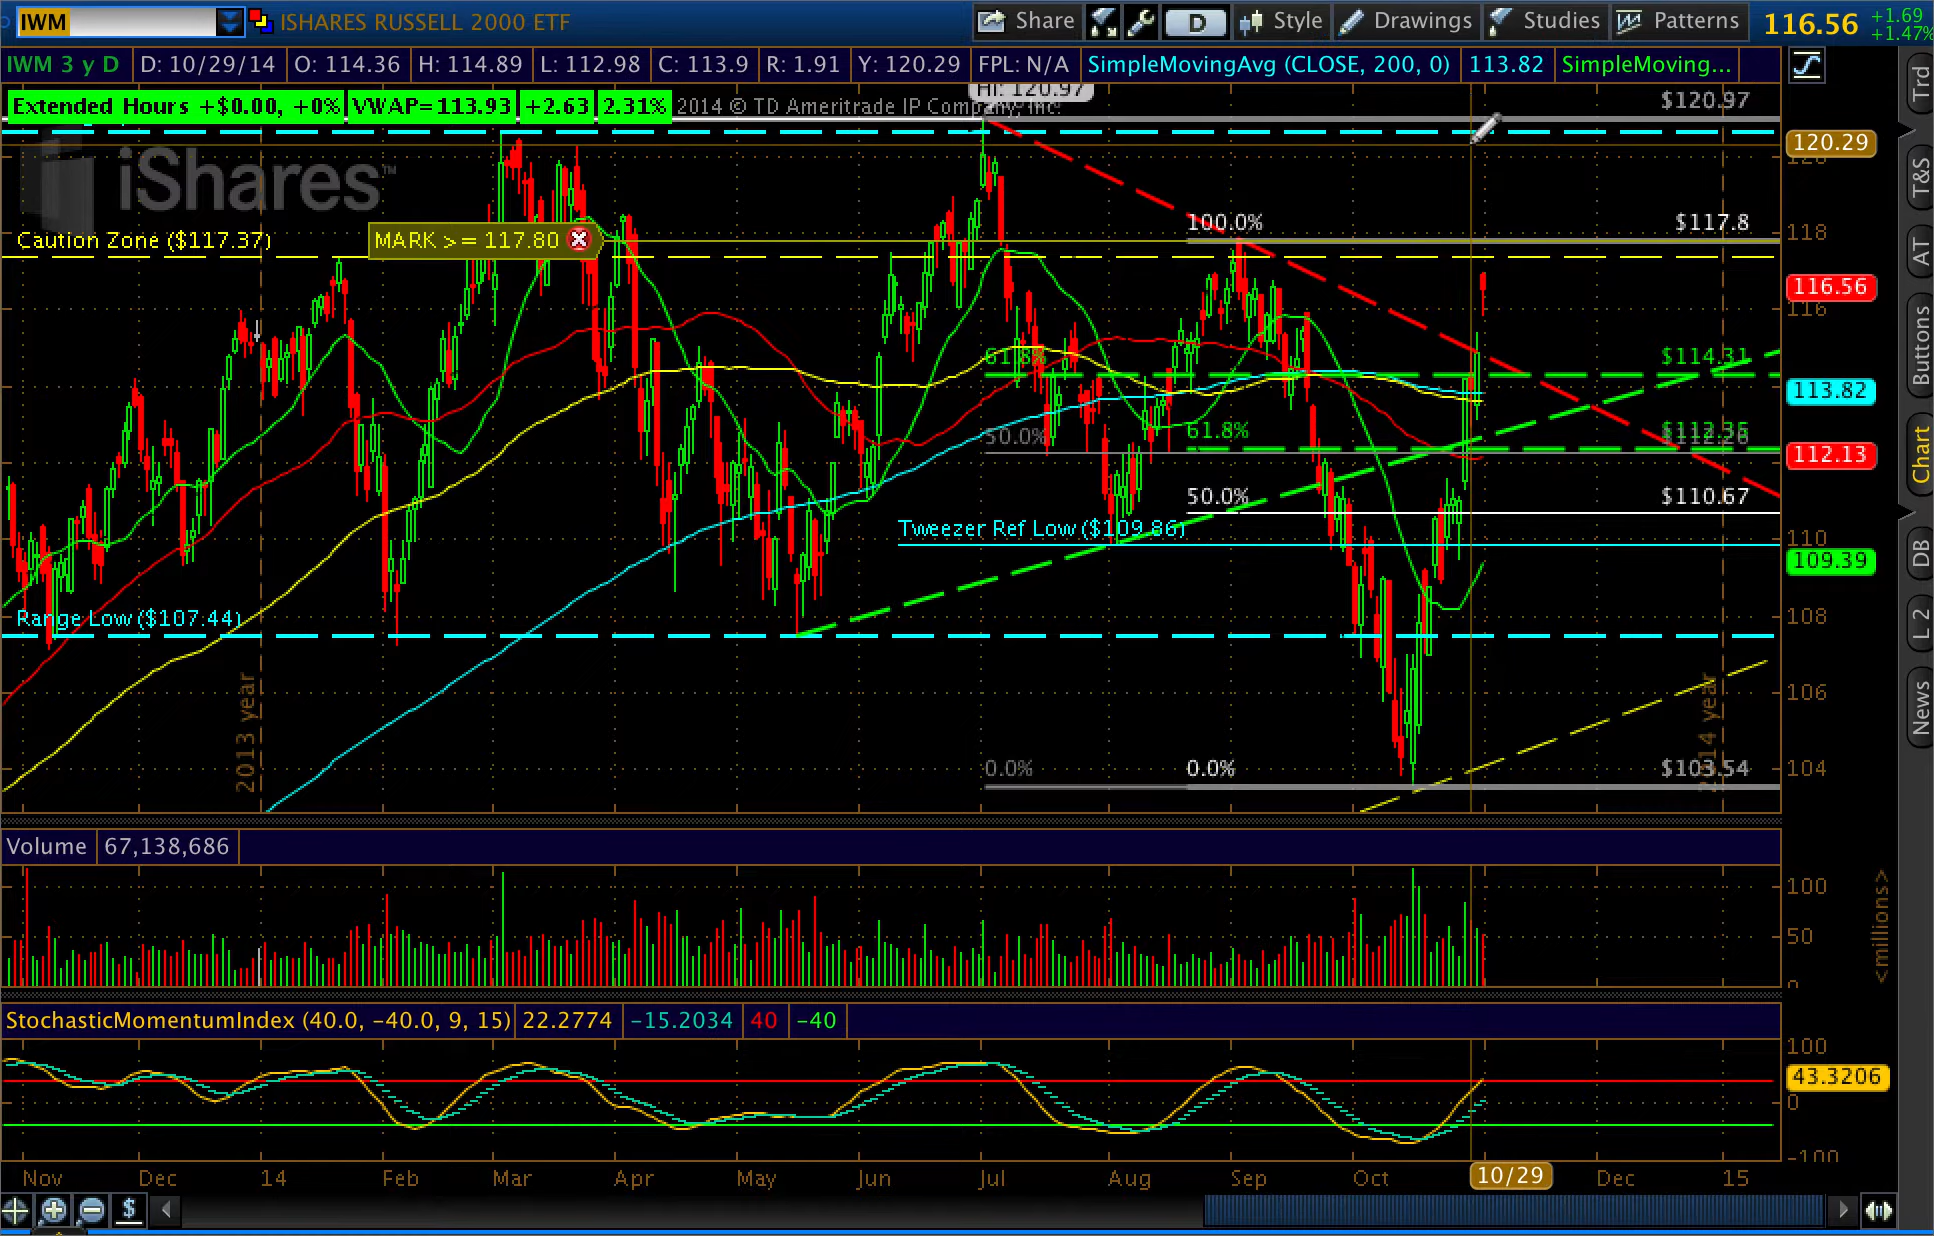 IWM ISHARES RUSSELL 2000 ETF Share D Style Drawings Studies Patterns 116.56 +1.69
+1.47%
IWM 3 y D D: 10/29/14 O: 114.36 H: 114.89 L: 112.98 C: 113.9 R: 1.91 Y: 120.29 FPL: N/A SimpleMovingAvg (CLOSE, 200, 0) 113.82 SimpleMoving...
Extended Hours +$0.00, +0% VWAP=113.93 +2.63 2.31% 2014 © TD Ameritrade IP Company, Inc.
Hi: 120.97
$120.97
iShares™
120.29
Caution Zone ($117.37)
MARK >= 117.80
100.0%
$117.8
118
116.56
116
61.8%
$114.31
113.82
50.0%
61.8%
112.13
50.0%
$110.67
Tweezer Ref Low ($109.86)
110
109.39
Range Low ($107.44)
108
106
2013 year
2014 year
0.0%
0.0%
$103.54
104
Volume 67,138,686
100
50
<millions>
StochasticMomentumIndex (40.0, -40.0, 9, 15) 22.2774 -15.2034 40 -40
100
43.3206
0
-100
Nov Dec 14 Feb Mar Apr May Jun Jul Aug Sep Oct 10/29 Dec 15
$
Trd
T&S
AT
Buttons
Chart
DB
L 2
News